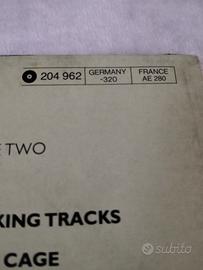 204 962
GERMANY
-320
FRANCE
AE 280
E TWO
KING TRACKS
CAGE
subito